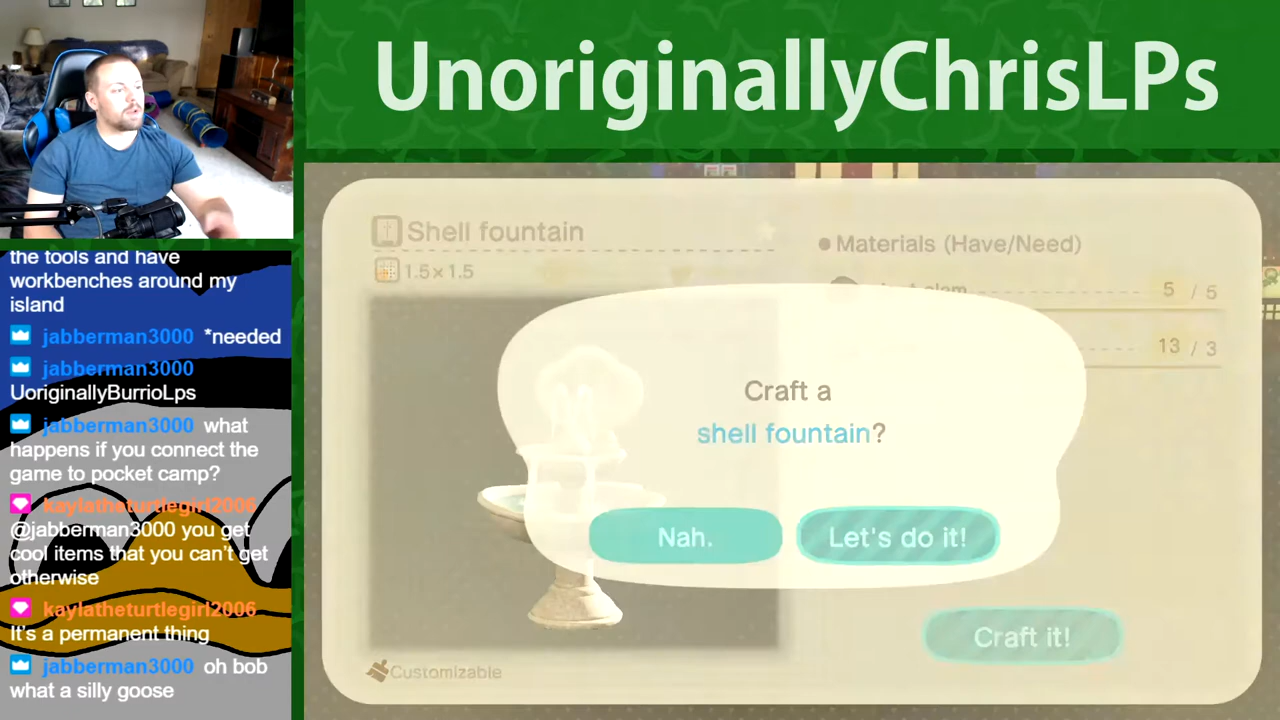 UnoriginallyChrisLPs
the tools and have
workbenches around my
island
jabberman3000 *needed
jabberman3000
UoriginallyBurrioLps
jabberman3000 what
happens if you connect the
game to pocket camp?
kaylatheturtlegirl2006
@jabberman3000 you get
cool items that you can't get
otherwise
kaylatheturtlegirl2006
It's a permanent thing
jabberman3000 oh bob
what a silly goose
Shell fountain
1.5×1.5
Materials (Have/Need)
5 / 5
13 / 3
Craft a
shell fountain?
Nah.
Let's do it!
Craft it!
Customizable